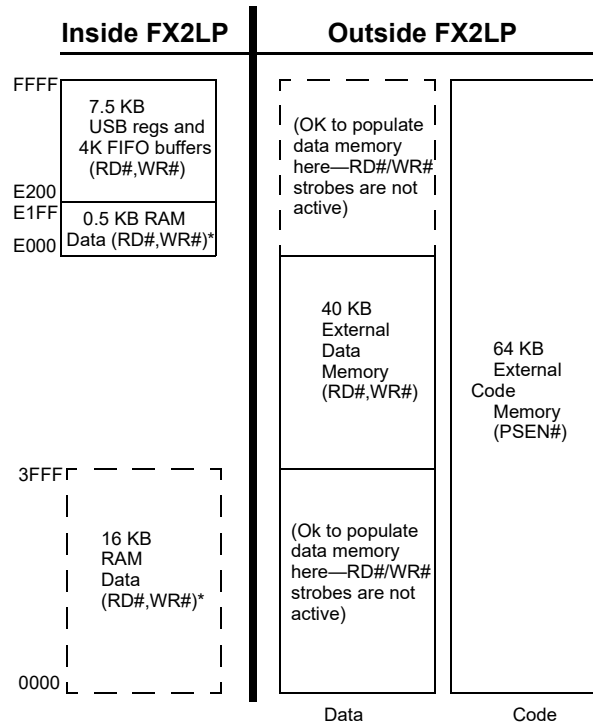 Inside FX2LP
Outside FX2LP
FFFF
7.5 KB
USB regs and
4K FIFO buffers
(RD#,WR#)
E200
E1FF
0.5 KB RAM
Data (RD#,WR#)*
E000
(OK to populate
data memory
here—RD#/WR#
strobes are not
active)
40 KB
External
Data
Memory
(RD#,WR#)
64 KB
External
Code
Memory
(PSEN#)
3FFF
16 KB
RAM
Data
(RD#,WR#)*
(Ok to populate
data memory
here—RD#/WR#
strobes are not
active)
0000
Data
Code